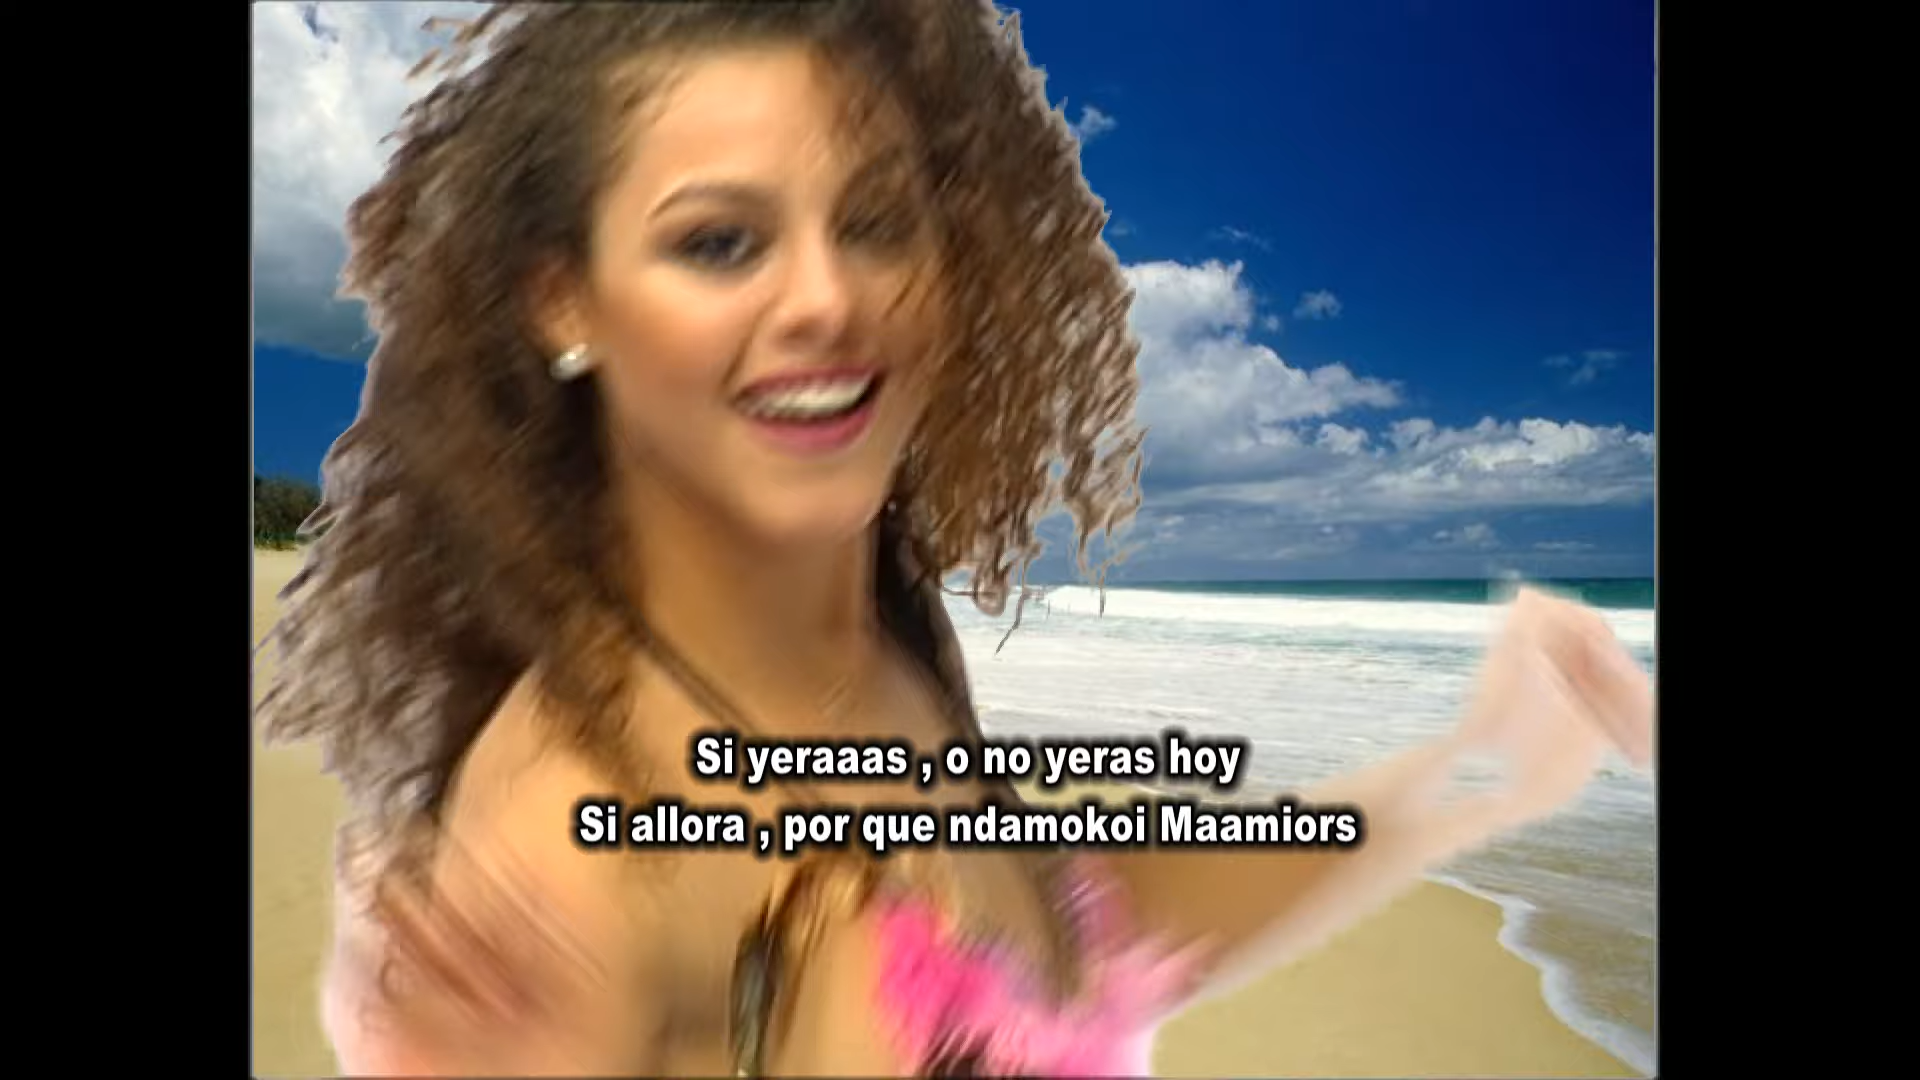 Si yeraaas , o no yeras hoy
Si allora , por que ndamokoi Maamiors